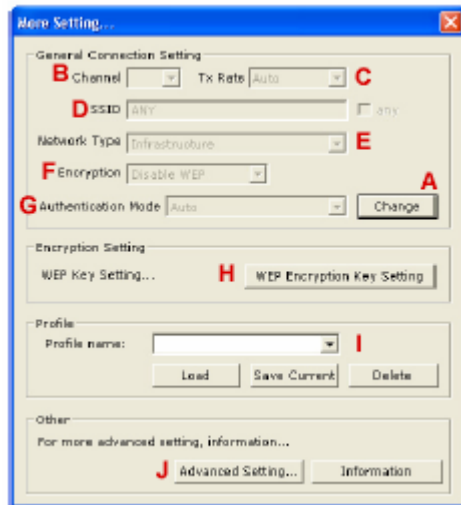 More Setting...
General Connection Setting
B Channel Tx Rate Auto C
D SSID ANY any
Network Type Infrastructure E
F Encryption Disable WEP
A
G Authentication Mode Auto Change
Encryption Setting
WEP Key Setting... H WEP Encryption Key Setting
Profile
Profile name: I
Load Save Current Delete
Other
For more advanced setting, information...
J Advanced Setting... Information